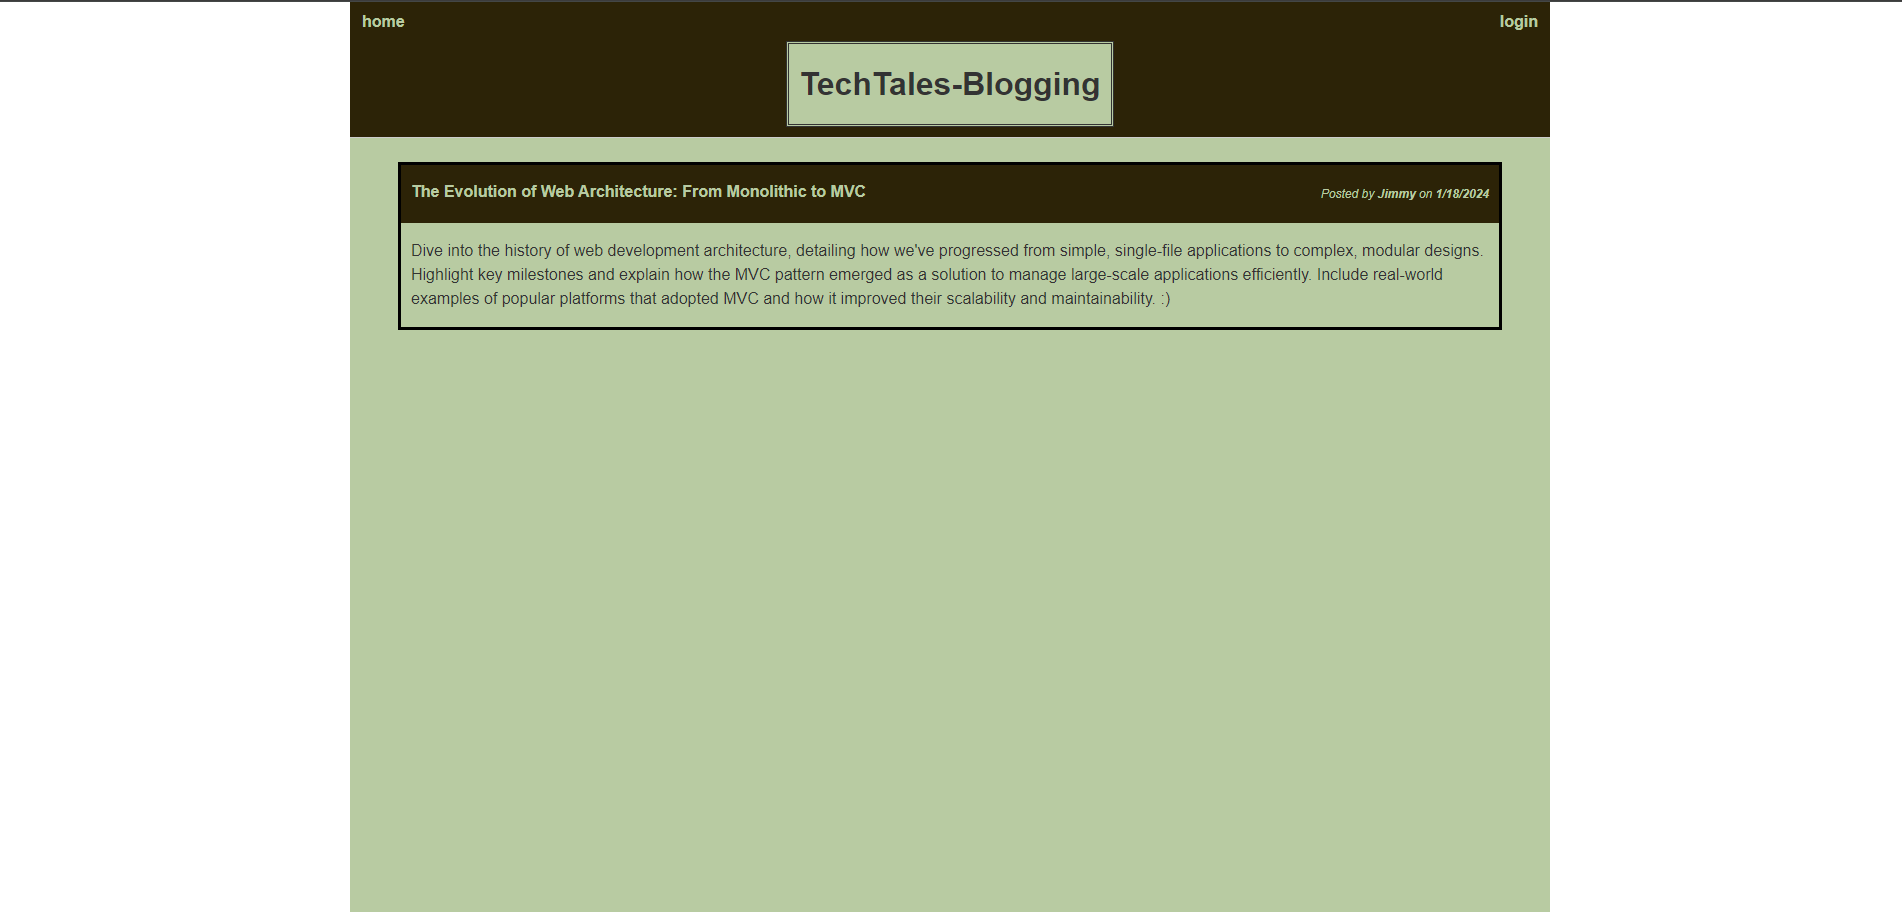 home
login
TechTales-Blogging
The Evolution of Web Architecture: From Monolithic to MVC
Posted by Jimmy on 1/18/2024
Dive into the history of web development architecture, detailing how we've progressed from simple, single-file applications to complex, modular designs.
Highlight key milestones and explain how the MVC pattern emerged as a solution to manage large-scale applications efficiently. Include real-world
examples of popular platforms that adopted MVC and how it improved their scalability and maintainability. :)